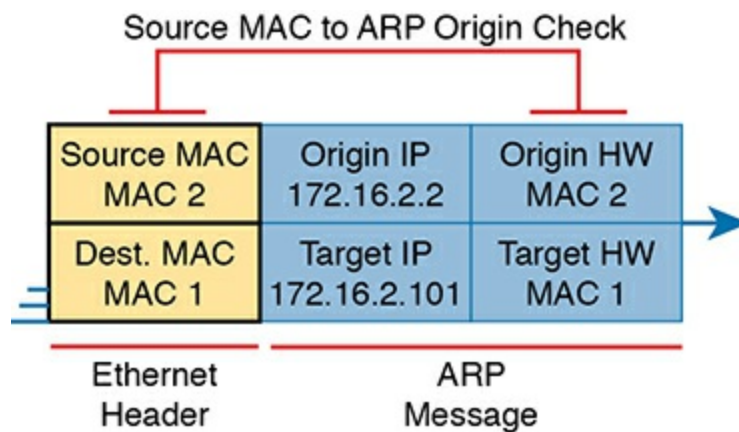 Source MAC to ARP Origin Check
Source MAC
MAC 2
Origin IP
172.16.2.2
Origin HW
MAC 2
Dest. MAC
MAC 1
Target IP
172.16.2.101
Target HW
MAC 1
Ethernet
Header
ARP
Message